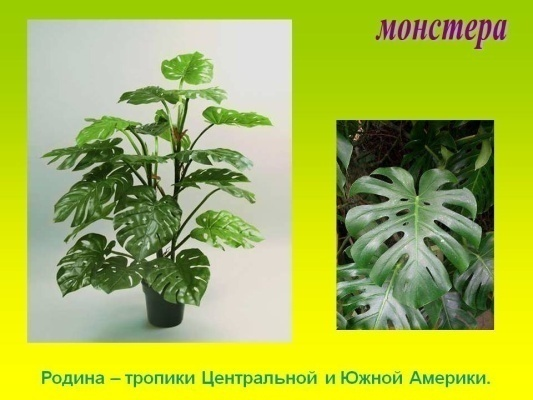 монстера
Родина – тропики Центральной и Южной Америки.